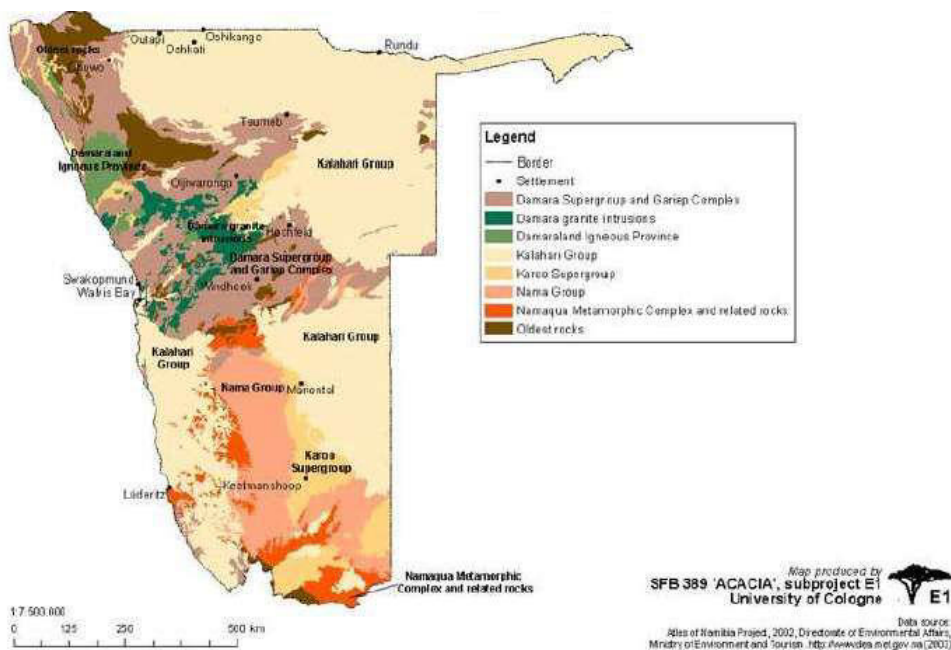 Outapi
Oshikango
Oshkati
Rundu
Oldest rocks
Opuwo
Tsumeb
Damaraland
Igneous Province
Kalahari Group
Otjiwarongo
Damara granite
intrusions
Hochfeld
Damara Supergroup
and Gariep Complex
Windhoek
Swakopmund
Walvis Bay
Kalahari
Group
Kalahari Group
Nama Group
Mariental
Karoo
Supergroup
Keetmanshoop
Lüderitz
Namaqua Metamorphic
Complex and related rocks
Legend
Border
Settlement
Damara Supergroup and Gariep Complex
Damara granite intrusions
Damaraland Igneous Province
Kalahari Group
Karoo Supergroup
Nama Group
Namaqua Metamorphic Complex and related rocks
Oldest rocks
1:7 500 000
0 125 250 500 km
Map produced by
SFB 389 'ACACIA', subproject E1
University of Cologne
E1
Data source:
Atlas of Namibia Project, 2002, Directorate of Environmental Affairs,
Ministry of Environment and Tourism